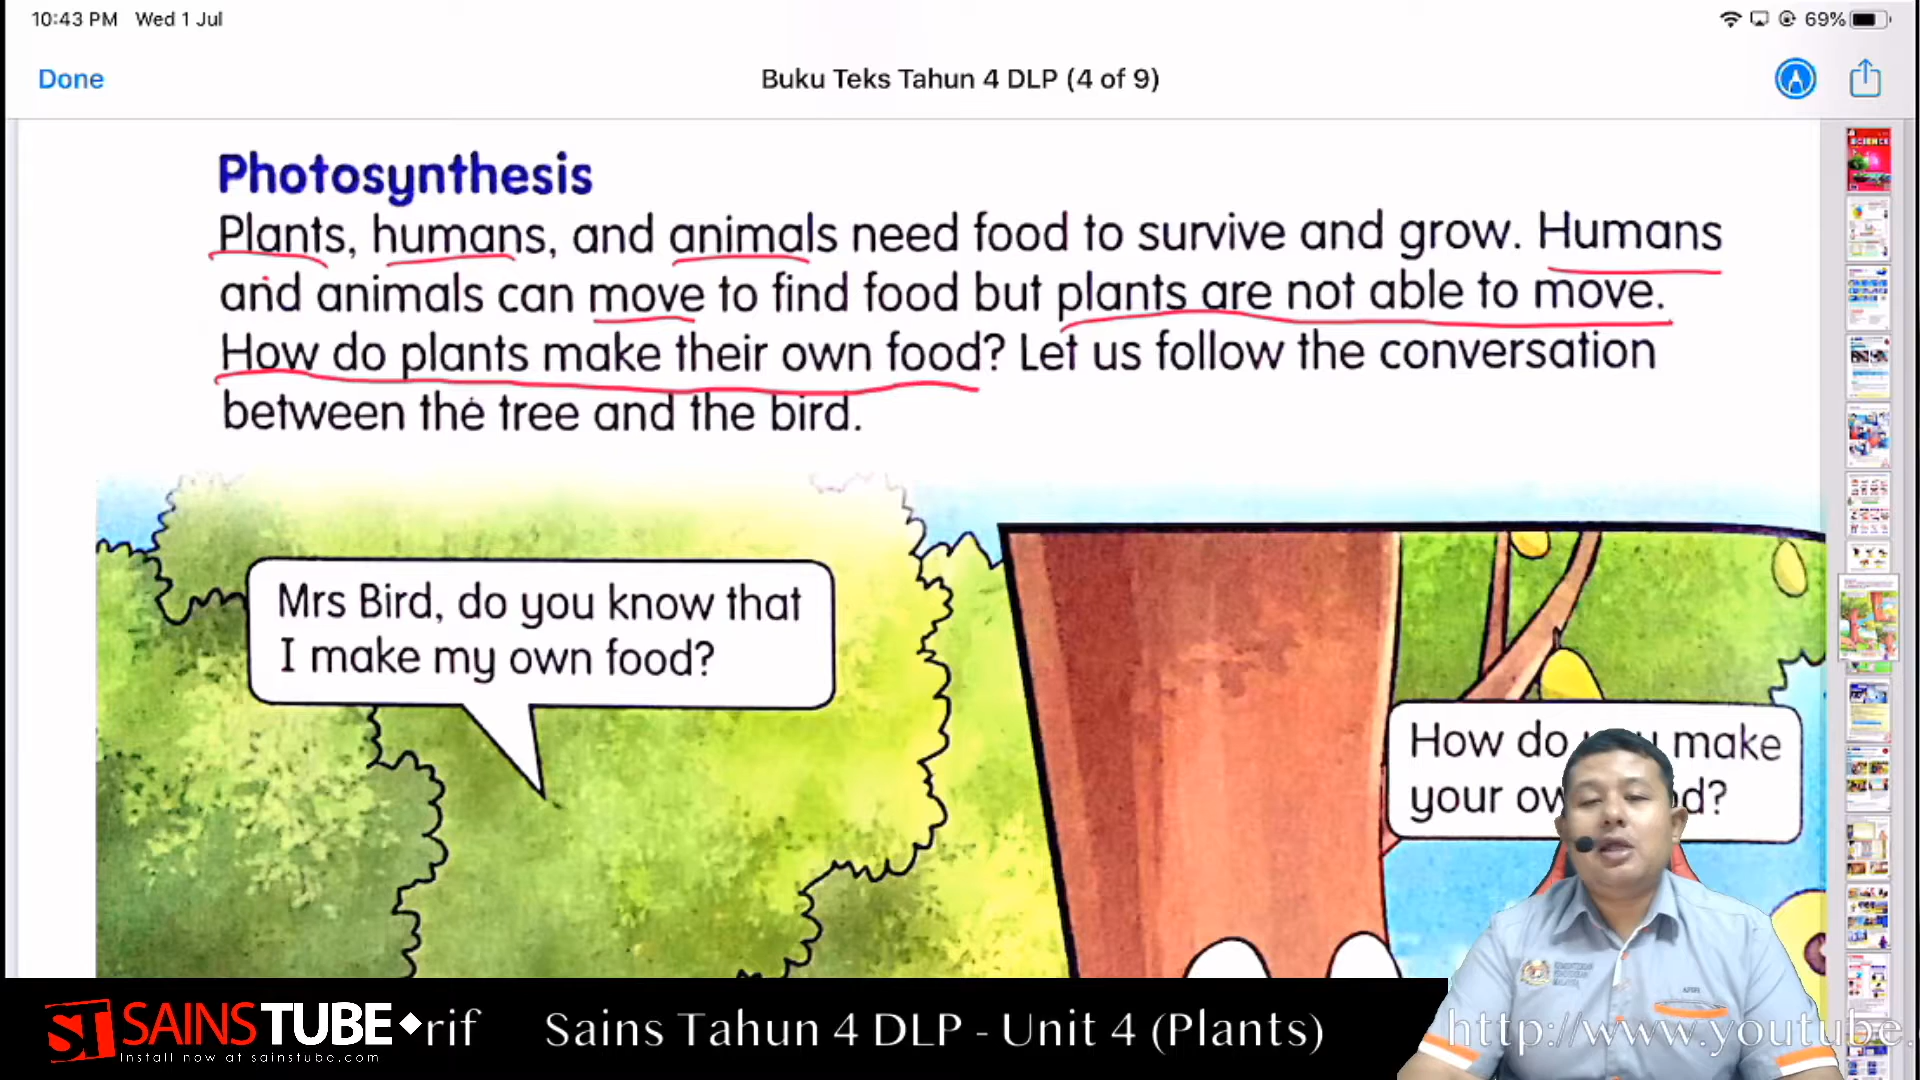 10:43 PM Wed 1 Jul
69%
Done
Buku Teks Tahun 4 DLP (4 of 9)
SCIENCE
Photosynthesis
Plants, humans, and animals need food to survive and grow. Humans
and animals can move to find food but plants are not able to move.
How do plants make their own food? Let us follow the conversation
between the tree and the bird.
Mrs Bird, do you know that
I make my own food?
How do make
your food?
ST SAINSTUBE
Install now at sainstube.com
rif
Sains Tahun 4 DLP - Unit 4 (Plants)
http://www.youtube.